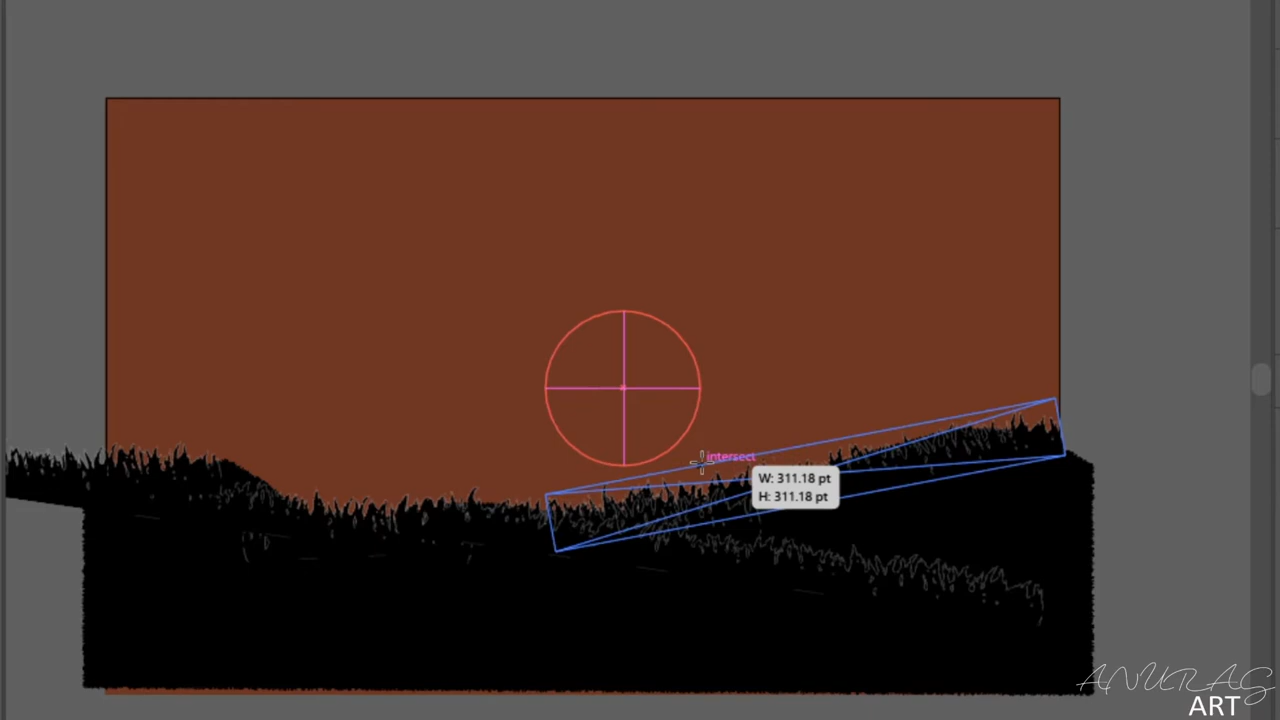 intersect
W: 311.18 pt
H: 311.18 pt
ANURAG
ART